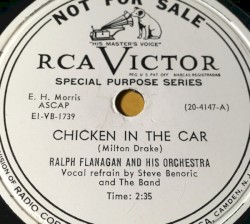 NOT FOR SALE
"HIS MASTER'S VOICE"
RCA VICTOR
SPECIAL PURPOSE SERIES
E. H. Morris
ASCAP
E1-VB-1739
(20-4147-A)
CHICKEN IN THE CAR
(Milton Drake)
RALPH FLANAGAN AND HIS ORCHESTRA
Vocal refrain by Steve Benoric
and The Band
Time: 2:35